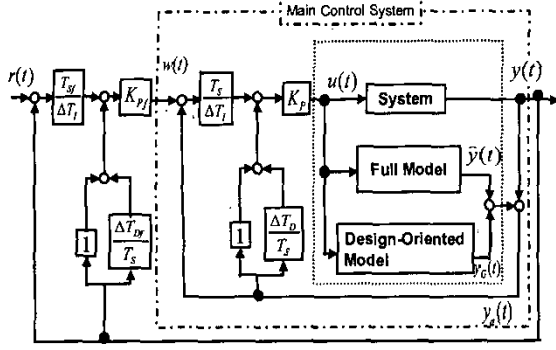 Main Control System
r(t)
T_Sf
ΔT_I
K_Pf
w(t)
T_S
ΔT_I
K_P
u(t)
System
y(t)
Full Model
ȳ(t)
Design-Oriented
Model
y_G(t)
1
ΔT_Df
T_S
1
ΔT_D
T_S
y_a(t)